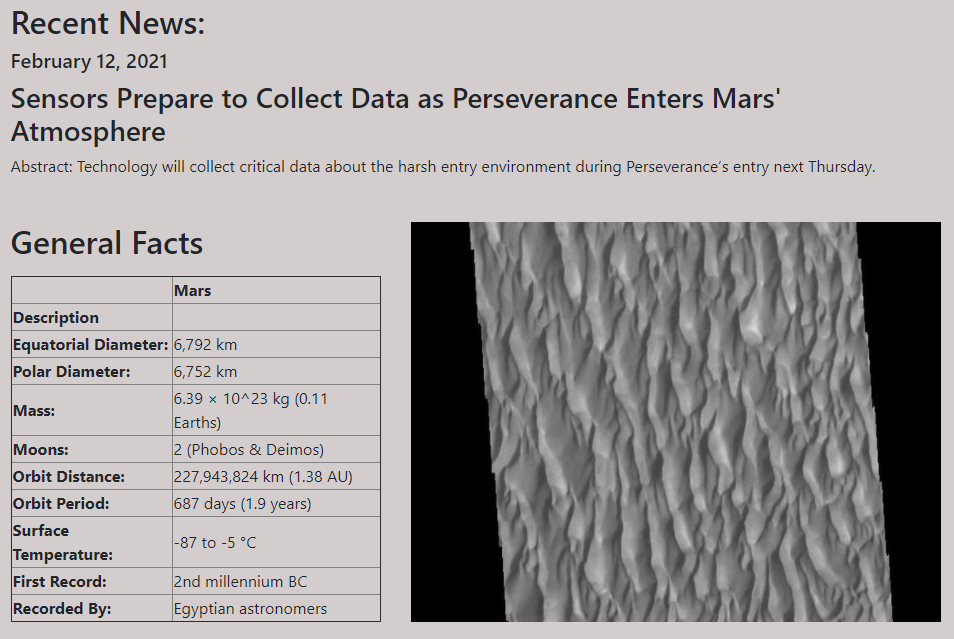 Recent News:
February 12, 2021
Sensors Prepare to Collect Data as Perseverance Enters Mars'
Atmosphere
Abstract: Technology will collect critical data about the harsh entry environment during Perseverance’s entry next Thursday.
General Facts
Mars
Description
Equatorial Diameter: 6,792 km
Polar Diameter: 6,752 km
Mass: 6.39 × 10^23 kg (0.11
Earths)
Moons: 2 (Phobos & Deimos)
Orbit Distance: 227,943,824 km (1.38 AU)
Orbit Period: 687 days (1.9 years)
Surface
Temperature: -87 to -5 °C
First Record: 2nd millennium BC
Recorded By: Egyptian astronomers